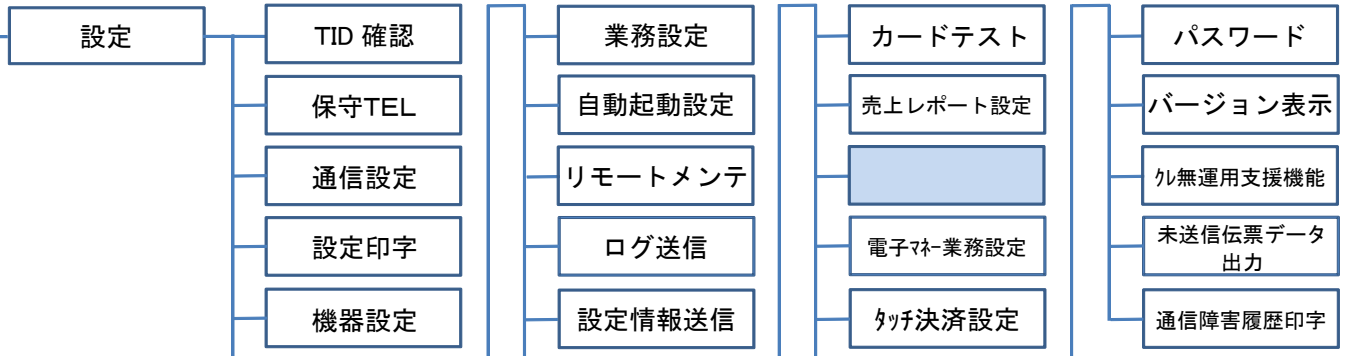 設定
TID 確認
保守TEL
通信設定
設定印字
機器設定
業務設定
自動起動設定
リモートメンテ
ログ送信
設定情報送信
カードテスト
売上レポート設定
電子ﾏﾈｰ業務設定
ﾀｯﾁ決済設定
パスワード
バージョン表示
ｸﾚ無運用支援機能
未送信伝票データ
出力
通信障害履歴印字